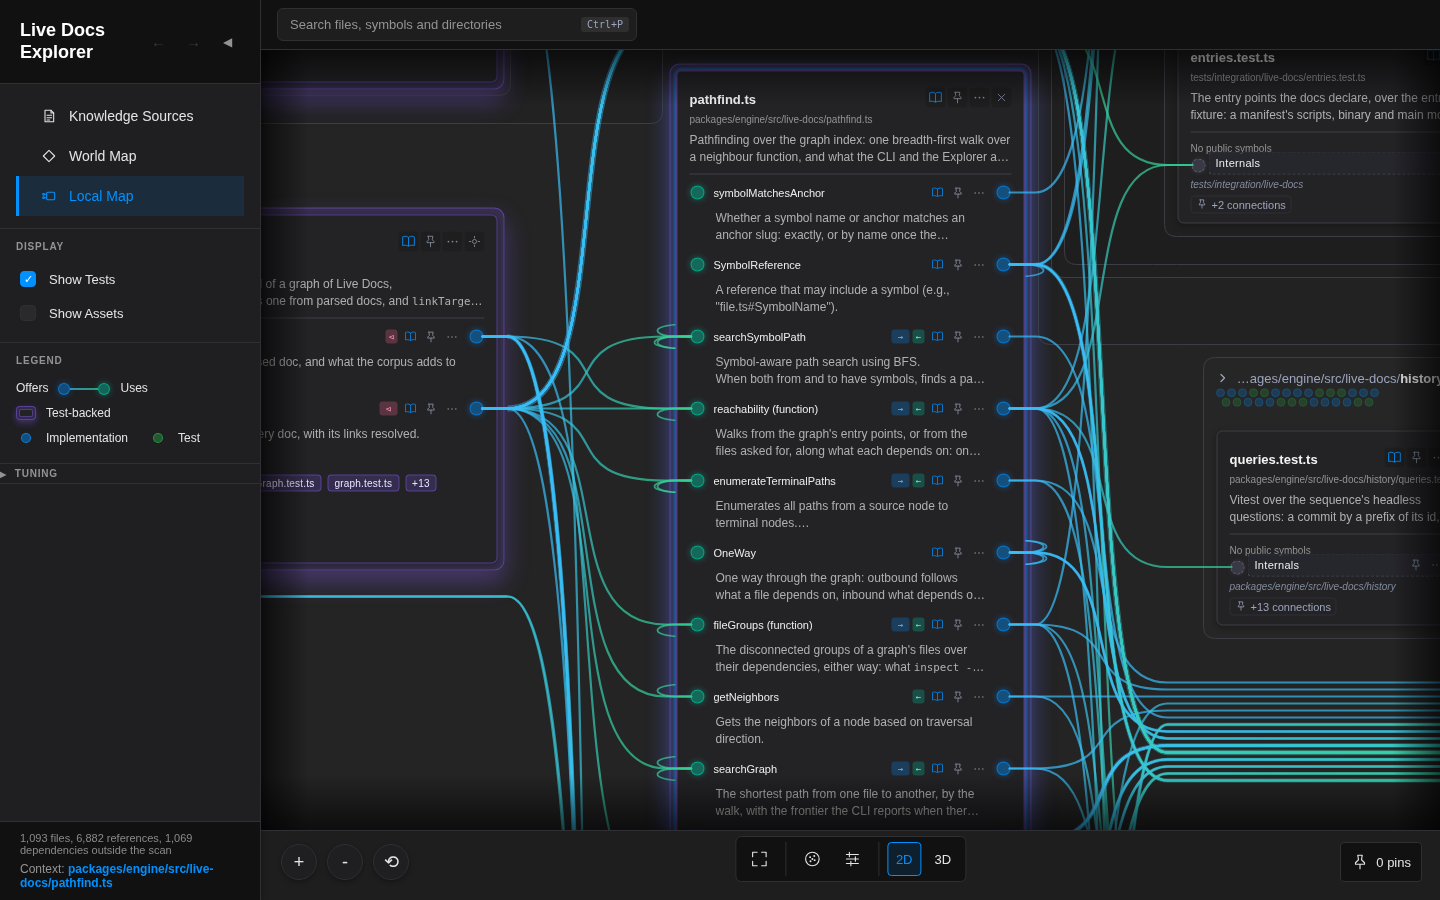 Live Docs
Explorer
Knowledge Sources
World Map
Local Map
DISPLAY
✓ Show Tests
Show Assets
LEGEND
Offers Uses
Test-backed
Implementation Test
TUNING
1,093 files, 6,882 references, 1,069
dependencies outside the scan
Context: packages/engine/src/live-
docs/pathfind.ts
Search files, symbols and directories Ctrl+P
of a graph of Live Docs,
one from parsed docs, and linkTarge…
doc, and what the corpus adds to
doc, with its links resolved.
graph.test.ts +13
pathfind.ts
packages/engine/src/live-docs/pathfind.ts
Pathfinding over the graph index: one breadth-first walk over
a neighbour function, and what the CLI and the Explorer a…
symbolMatchesAnchor
Whether a symbol name or anchor matches an
anchor slug: exactly, or by name once the…
SymbolReference
A reference that may include a symbol (e.g.,
"file.ts#SymbolName").
searchSymbolPath → ←
Symbol-aware path search using BFS.
When both from and to have symbols, finds a pa…
reachability (function) → ←
Walks from the graph's entry points, or from the
files asked for, along what each depends on: on…
enumerateTerminalPaths → ←
Enumerates all paths from a source node to
terminal nodes.…
OneWay
One way through the graph: outbound follows
what a file depends on, inbound what depends o…
fileGroups (function) → ←
The disconnected groups of a graph's files over
their dependencies, either way: what inspect -…
getNeighbors ←
Gets the neighbors of a node based on traversal
direction.
searchGraph → ←
The shortest path from one file to another, by the
walk, with the frontier the CLI reports when ther…
entries.test.ts
tests/integration/live-docs/entries.test.ts
The entry points the docs declare, over the
fixture: a manifest's scripts, binary and main
No public symbols
Internals
tests/integration/live-docs
+2 connections
…ages/engine/src/live-docs/history
queries.test.ts
packages/engine/src/live-docs/history/queries.te
Vitest over the sequence's headless
questions: a commit by a prefix of its id,
No public symbols
Internals
packages/engine/src/live-docs/history
+13 connections
+ - ⟲
2D 3D
0 pins